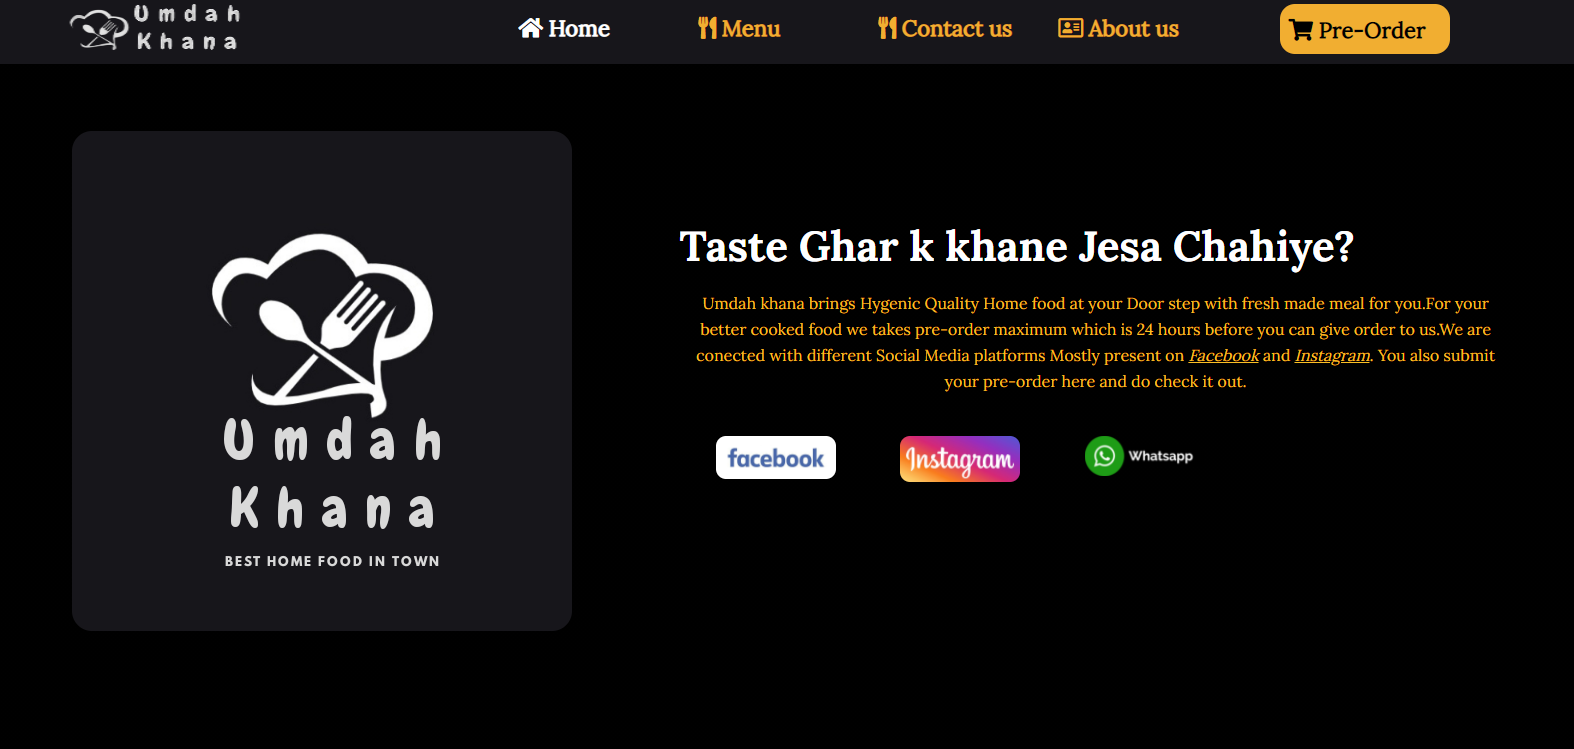 Umdah
Khana
Home
Menu
Contact us
About us
Pre-Order
Umdah
Khana
BEST HOME FOOD IN TOWN
Taste Ghar k khane Jesa Chahiye?
Umdah khana brings Hygenic Quality Home food at your Door step with fresh made meal for you.For your
better cooked food we takes pre-order maximum which is 24 hours before you can give order to us.We are
conected with different Social Media platforms Mostly present on Facebook and Instagram. You also submit
your pre-order here and do check it out.
facebook
Instagram
Whatsapp